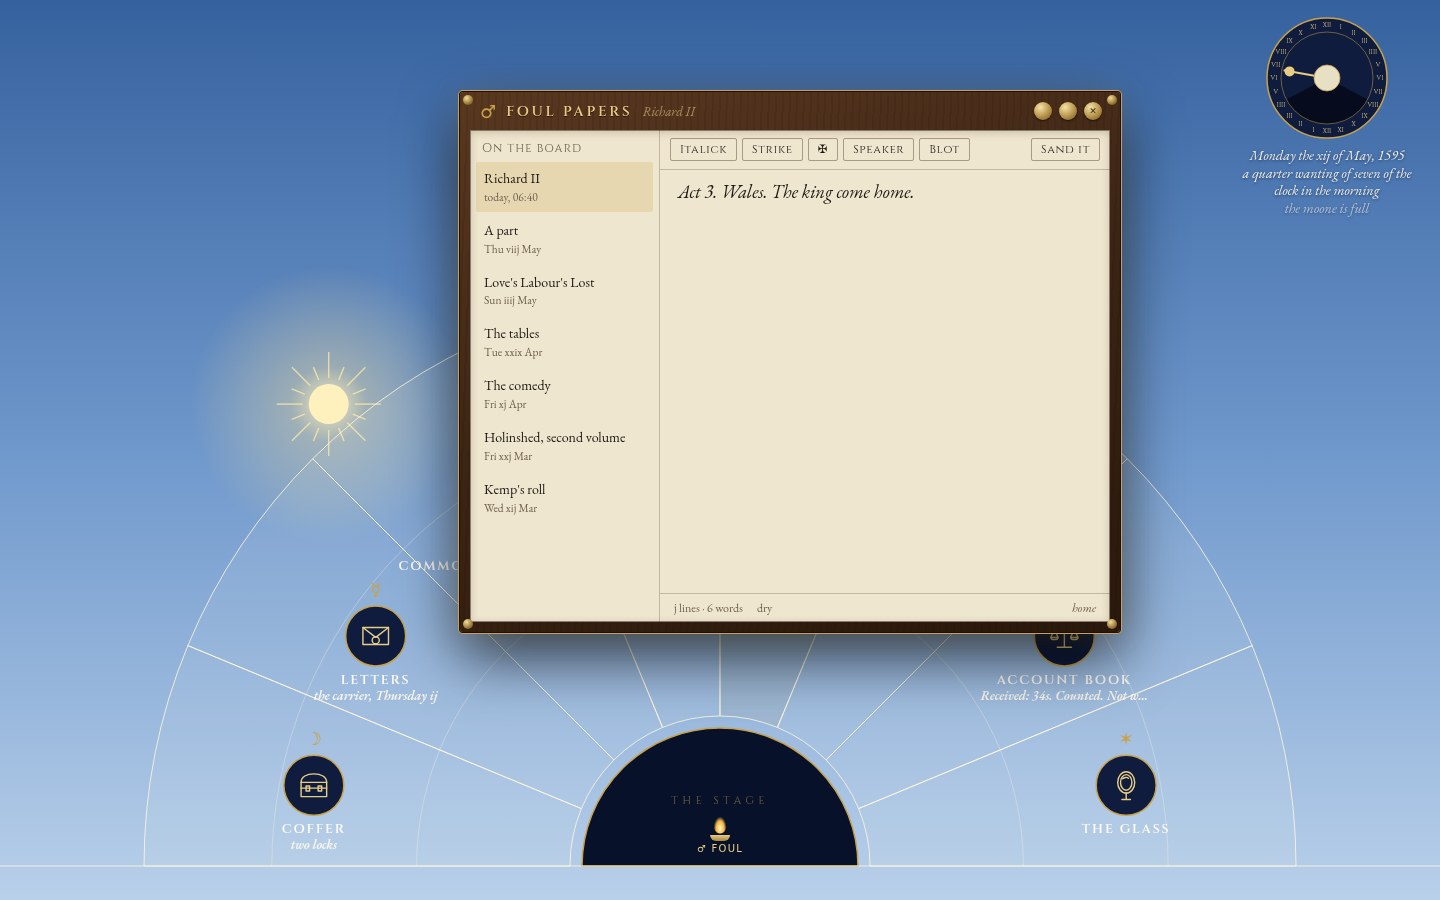 FOUL PAPERS Richard II
ON THE BOARD
Richard II
today, 06:40
A part
Thu viij May
Love's Labour's Lost
Sun iiij May
The tables
Tue xxix Apr
The comedy
Fri xj Apr
Holinshed, second volume
Fri xxj Mar
Kemp's roll
Wed xij Mar
ITALICK STRIKE ✠ SPEAKER BLOT SAND IT
Act 3. Wales. The king come home.
j lines · 6 words dry home
Monday the xij of May, 1595
a quarter wanting of seven of the
clock in the morning
the moone is full
COMMO
LETTERS
the carrier, Thursday ij
COFFER
two locks
ACCOUNT BOOK
Received: 34s. Counted. Not w...
THE GLASS
THE STAGE
♂ FOUL